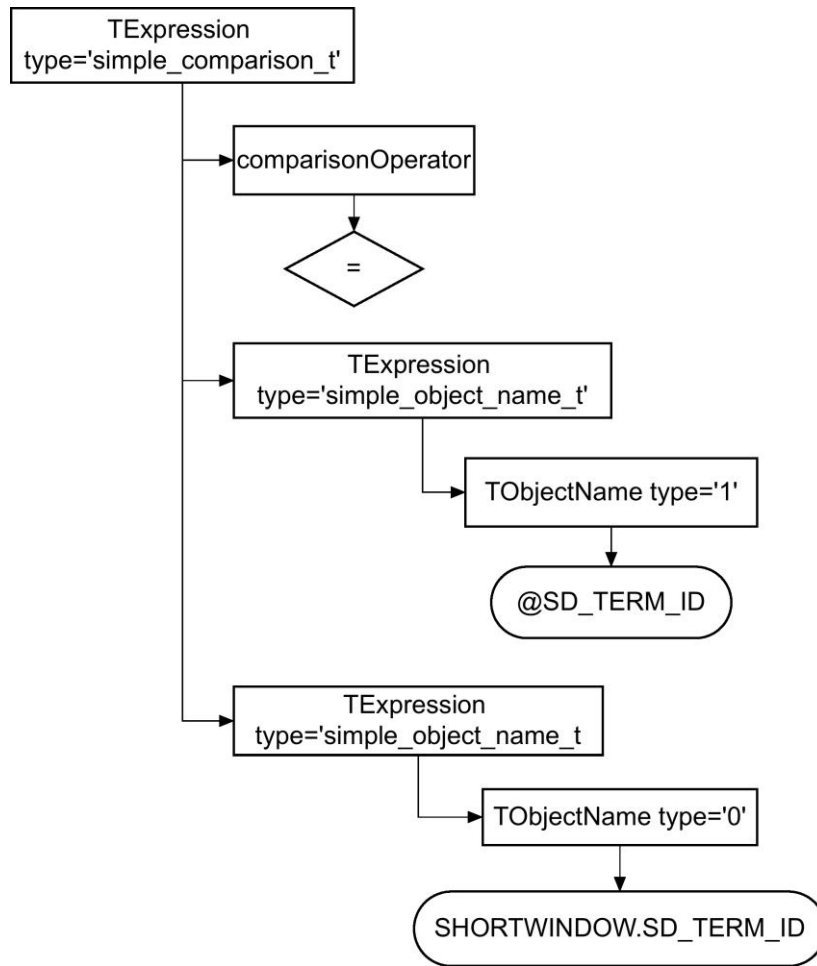 TExpression
type='simple_comparison_t'
comparisonOperator
=
TExpression
type='simple_object_name_t'
TObjectName type='1'
@SD_TERM_ID
TExpression
type='simple_object_name_t
TObjectName type='0'
SHORTWINDOW.SD_TERM_ID